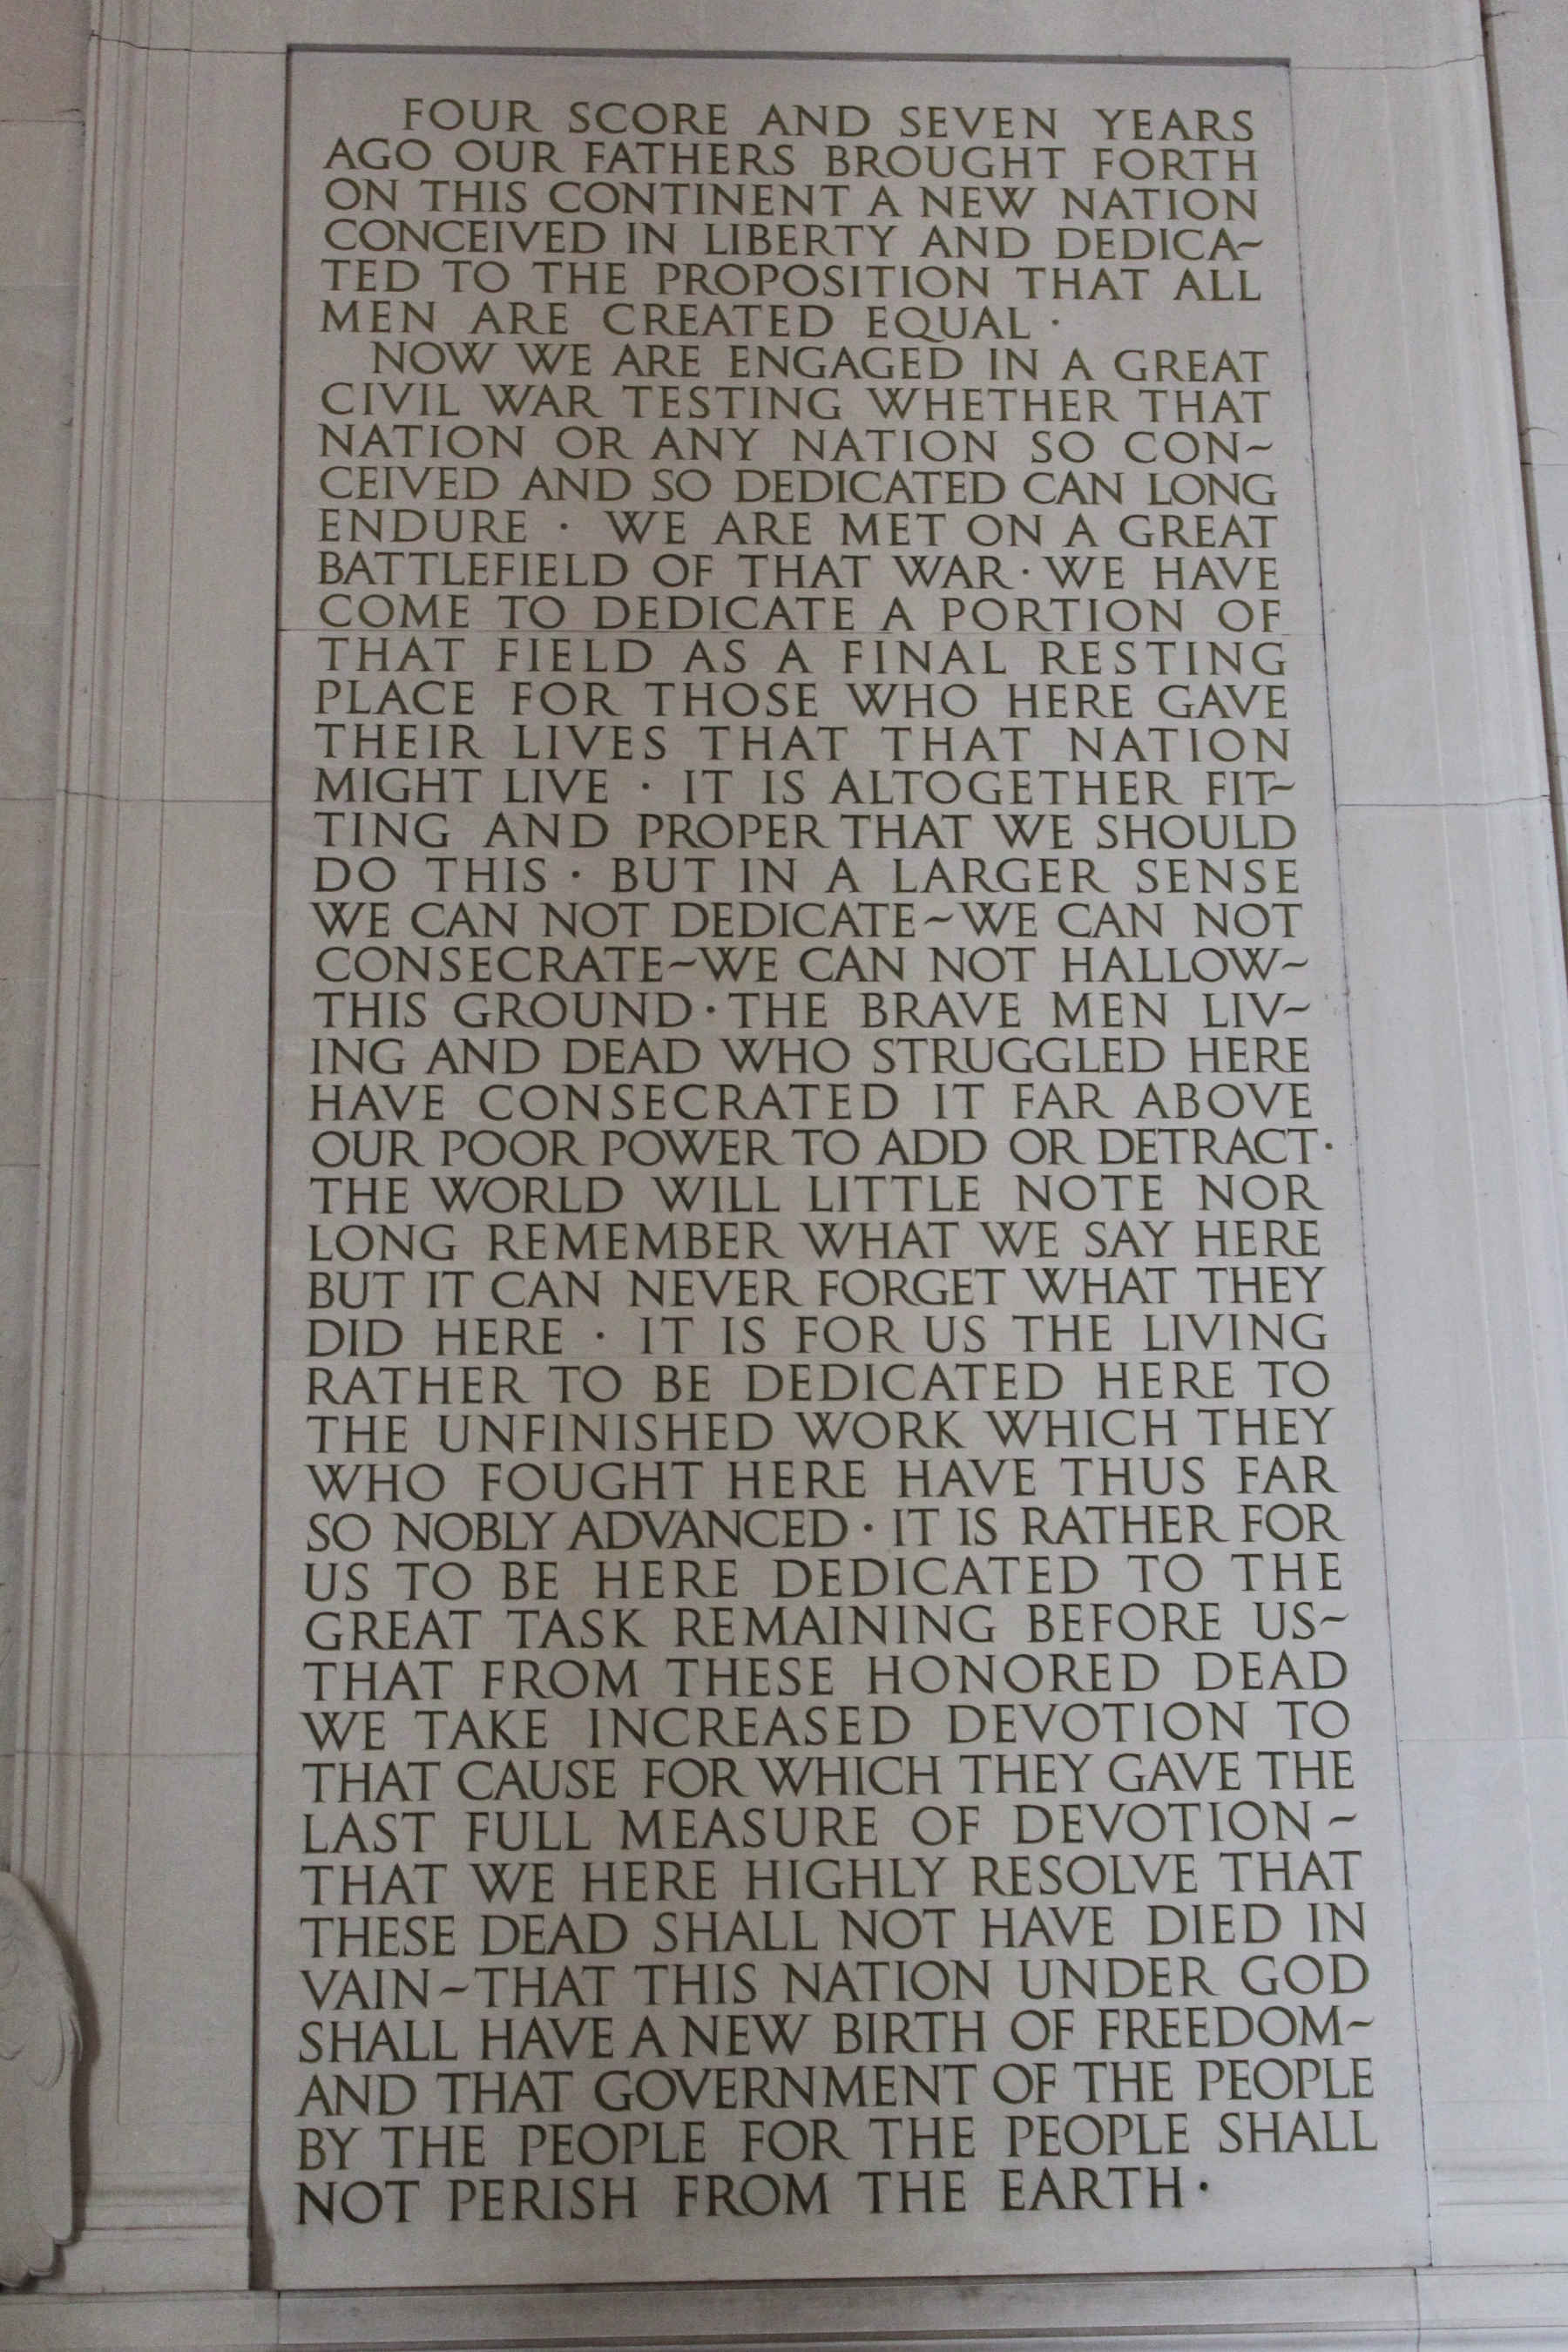 FOUR SCORE AND SEVEN YEARS
AGO OUR FATHERS BROUGHT FORTH
ON THIS CONTINENT A NEW NATION
CONCEIVED IN LIBERTY AND DEDICA~
TED TO THE PROPOSITION THAT ALL
MEN ARE CREATED EQUAL ·
NOW WE ARE ENGAGED IN A GREAT
CIVIL WAR TESTING WHETHER THAT
NATION OR ANY NATION SO CON~
CEIVED AND SO DEDICATED CAN LONG
ENDURE · WE ARE MET ON A GREAT
BATTLEFIELD OF THAT WAR · WE HAVE
COME TO DEDICATE A PORTION OF
THAT FIELD AS A FINAL RESTING
PLACE FOR THOSE WHO HERE GAVE
THEIR LIVES THAT THAT NATION
MIGHT LIVE · IT IS ALTOGETHER FIT~
TING AND PROPER THAT WE SHOULD
DO THIS · BUT IN A LARGER SENSE
WE CAN NOT DEDICATE~WE CAN NOT
CONSECRATE~WE CAN NOT HALLOW~
THIS GROUND · THE BRAVE MEN LIV~
ING AND DEAD WHO STRUGGLED HERE
HAVE CONSECRATED IT FAR ABOVE
OUR POOR POWER TO ADD OR DETRACT ·
THE WORLD WILL LITTLE NOTE NOR
LONG REMEMBER WHAT WE SAY HERE
BUT IT CAN NEVER FORGET WHAT THEY
DID HERE · IT IS FOR US THE LIVING
RATHER TO BE DEDICATED HERE TO
THE UNFINISHED WORK WHICH THEY
WHO FOUGHT HERE HAVE THUS FAR
SO NOBLY ADVANCED · IT IS RATHER FOR
US TO BE HERE DEDICATED TO THE
GREAT TASK REMAINING BEFORE US~
THAT FROM THESE HONORED DEAD
WE TAKE INCREASED DEVOTION TO
THAT CAUSE FOR WHICH THEY GAVE THE
LAST FULL MEASURE OF DEVOTION ~
THAT WE HERE HIGHLY RESOLVE THAT
THESE DEAD SHALL NOT HAVE DIED IN
VAIN~THAT THIS NATION UNDER GOD
SHALL HAVE A NEW BIRTH OF FREEDOM~
AND THAT GOVERNMENT OF THE PEOPLE
BY THE PEOPLE FOR THE PEOPLE SHALL
NOT PERISH FROM THE EARTH ·